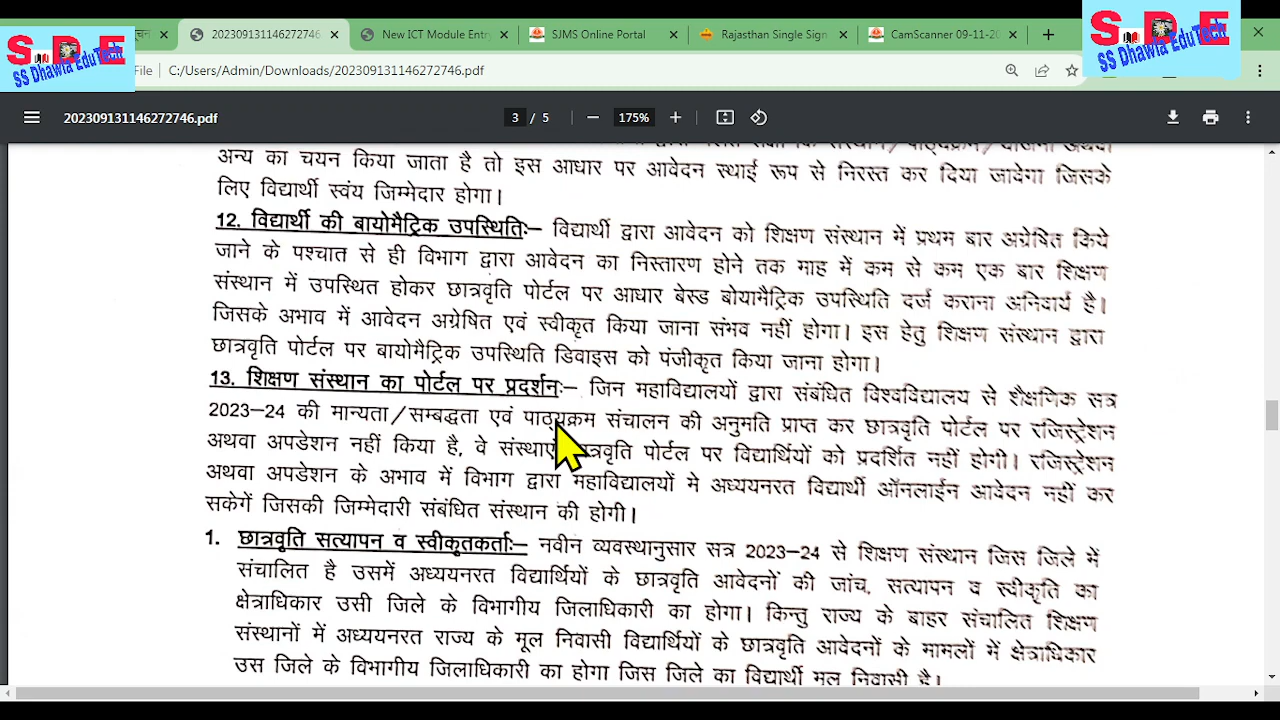 S D E
SS Dhawla EduTech
202309131146272746
New ICT Module Entry
SJMS Online Portal
Rajasthan Single Sign
CamScanner 09-11-20
S D E
SS Dhawla EduTech
File C:/Users/Admin/Downloads/202309131146272746.pdf
202309131146272746.pdf
3 / 5
175%
अन्य का चयन किया जाता है तो इस आधार पर आवेदन स्थाई रूप से निरस्त कर दिया जावेगा जिसके
लिए विद्यार्थी स्वंय जिम्मेदार होगा।
12. विद्यार्थी की बायोमैट्रिक उपस्थितिः– विद्यार्थी द्वारा आवेदन को शिक्षण संस्थान में प्रथम बार अग्रेषित किये
जाने के पश्चात से ही विभाग द्वारा आवेदन का निस्तारण होने तक माह में कम से कम एक बार शिक्षण
संस्थान में उपस्थित होकर छात्रवृति पोर्टल पर आधार बेस्ड बोयामैट्रिक उपस्थिति दर्ज कराना अनिवार्य है।
जिसके अभाव में आवेदन अग्रेषित एवं स्वीकृत किया जाना संभव नहीं होगा। इस हेतु शिक्षण संस्थान द्वारा
छात्रवृति पोर्टल पर बायोमैट्रिक उपस्थिति डिवाइस को पंजीकृत किया जाना होगा।
13. शिक्षण संस्थान का पोर्टल पर प्रदर्शनः– जिन महाविद्यालयों द्वारा संबंधित विश्वविद्यालय से शैक्षणिक सत्र
2023–24 की मान्यता/सम्बद्धता एवं पाठ्यक्रम संचालन की अनुमति प्राप्त कर छात्रवृति पोर्टल पर रजिस्ट्रेशन
अथवा अपडेशन नहीं किया है, वे पोर्टल पर विद्यार्थियों को प्रदर्शित नहीं होगी। रजिस्ट्रेशन
अथवा अपडेशन के अभाव में विभाग द्वारा महाविद्यालयों मे अध्ययनरत विद्यार्थी ऑनलाईन आवेदन नहीं कर
सकेगें जिसकी जिम्मेदारी संबंधित संस्थान की होगी।
1. छात्रवृति सत्यापन व स्वीकृतकर्ताः– नवीन व्यवस्थानुसार सत्र 2023–24 से शिक्षण संस्थान जिस जिले में
संचालित है उसमें अध्ययनरत विद्यार्थियों के छात्रवृति आवेदनों की जांच, सत्यापन व स्वीकृति का
क्षेत्राधिकार उसी जिले के विभागीय जिलाधिकारी का होगा। किन्तु राज्य के बाहर संचालित शिक्षण
संस्थानों में अध्ययनरत राज्य के मूल निवासी विद्यार्थियों के छात्रवृति आवेदनों के मामलों में क्षेत्राधिकार
उस जिले के विभागीय जिलाधिकारी का होगा जिस जिले का विद्यार्थी मूल निवासी है।